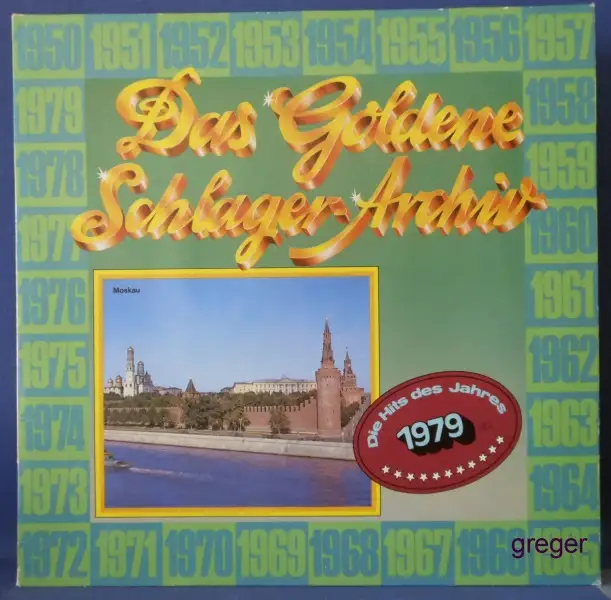 1950 1951 1952 1953 1954 1955 1956 1957
1979 1958
Das Goldene
1978 1959
Schlager-Archiv
1977 1960
1976 1961
Moskau
1975 1962
Die Hits des Jahres
1979
1974 1963
1973 1964
1972 1971 1970 1969 1968 1967 1966 1965
greger